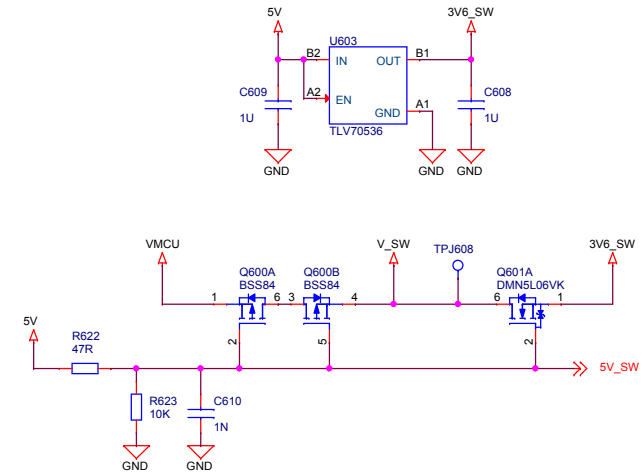 5V
3V6_SW
U603
B2
IN
OUT
B1
C609
A2
EN
C608
1U
GND
A1
1U
TLV70536
GND
GND
GND
VMCU
V_SW
TPJ608
3V6_SW
Q600A
BSS84
Q600B
BSS84
Q601A
DMN5L06VK
1
6
3
4
6
1
5V
R622
47R
2
5
2
5V_SW
R623
10K
C610
1N
GND
GND